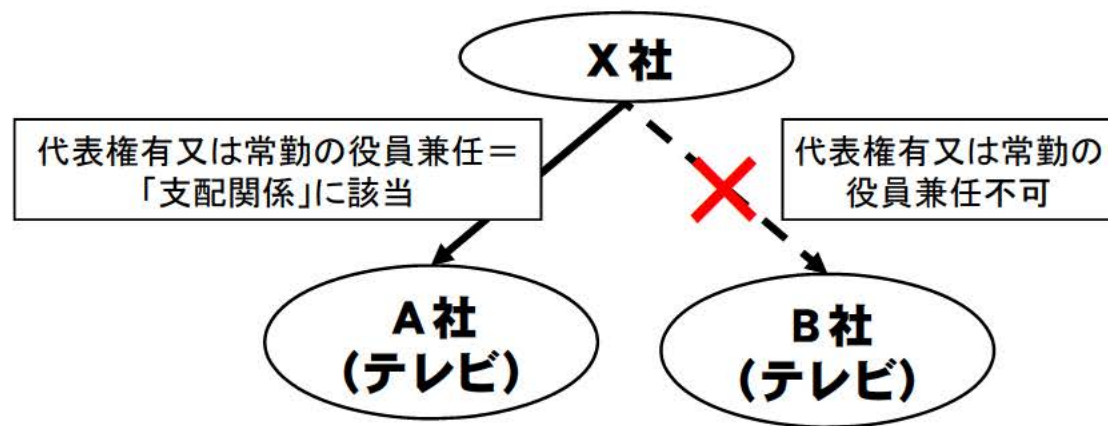 X社
代表権有又は常勤の役員兼任＝
「支配関係」に該当
代表権有又は常勤の
役員兼任不可
A社
(テレビ)
B社
(テレビ)